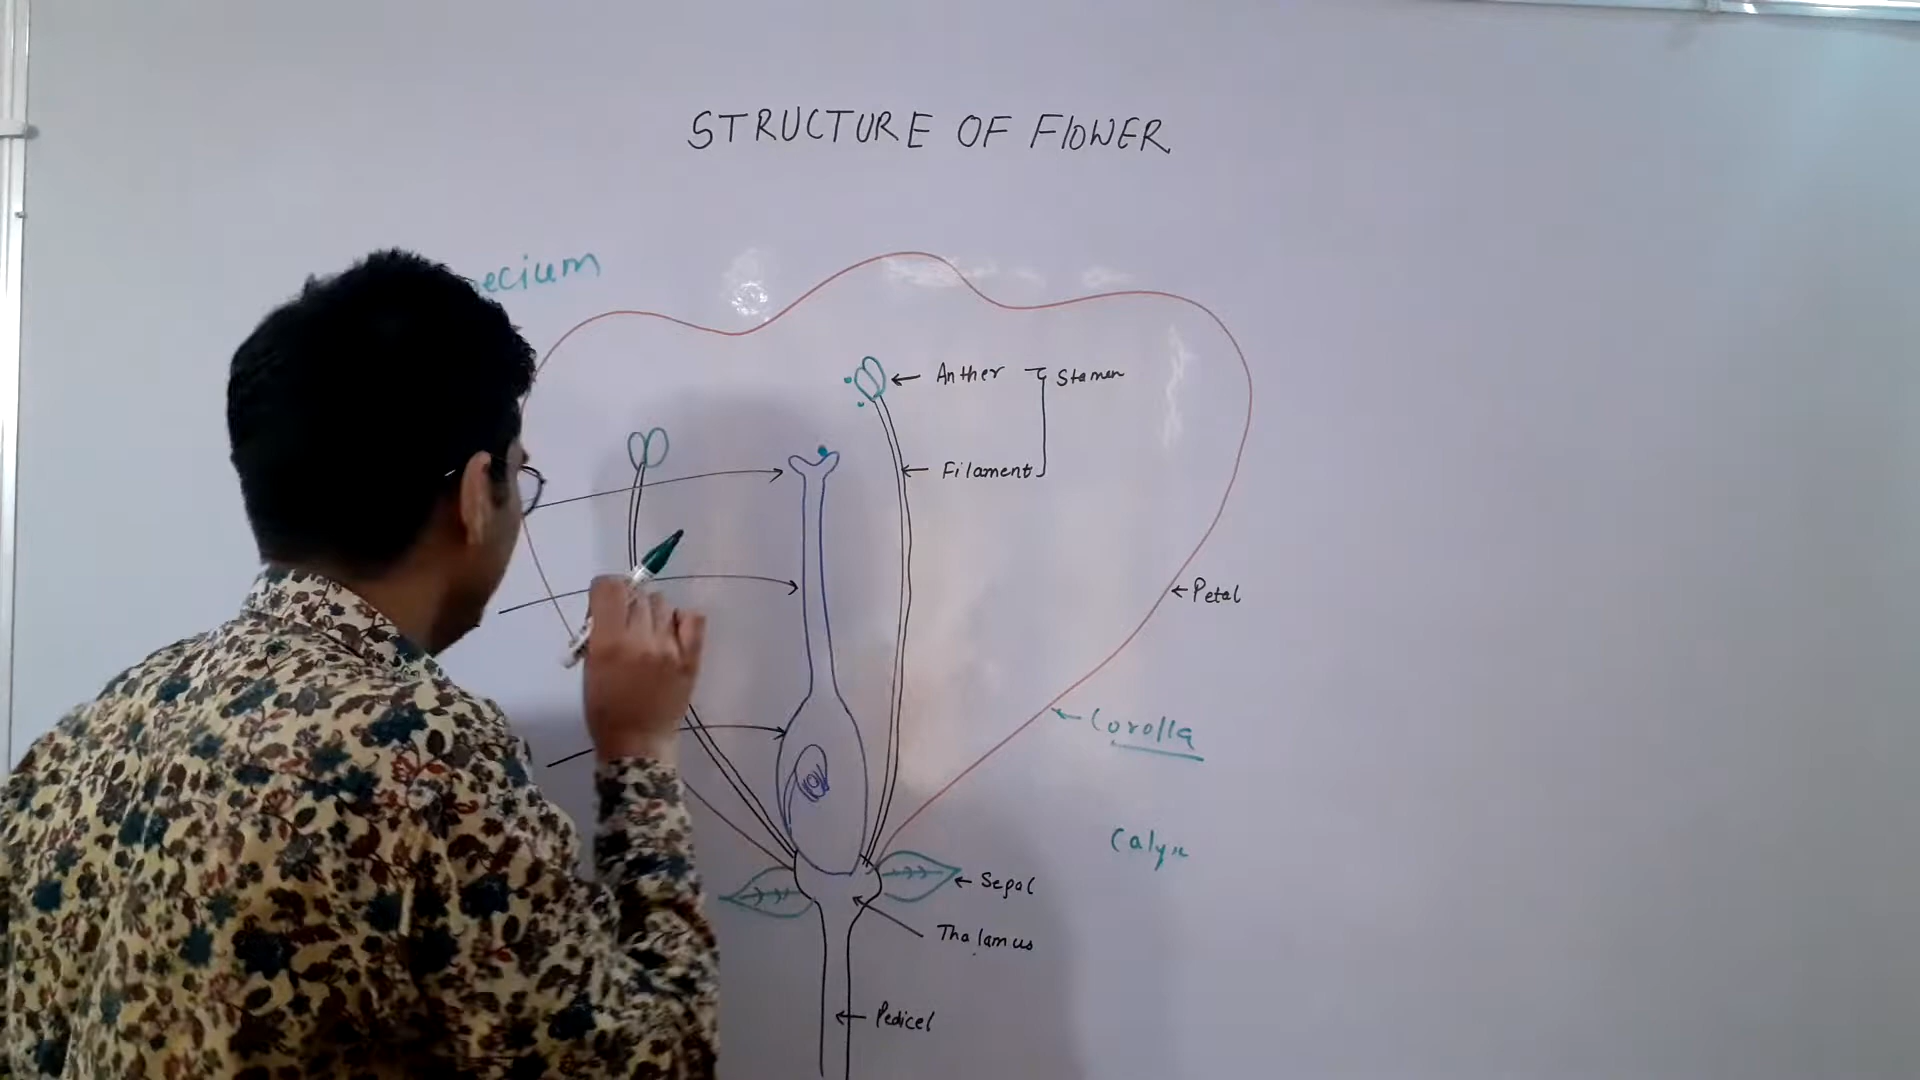 STRUCTURE OF FlOWER
ecium
Anther
Stamen
Filament
Petal
Corolla
Calyx
Sepal
Thalamus
Pedicel